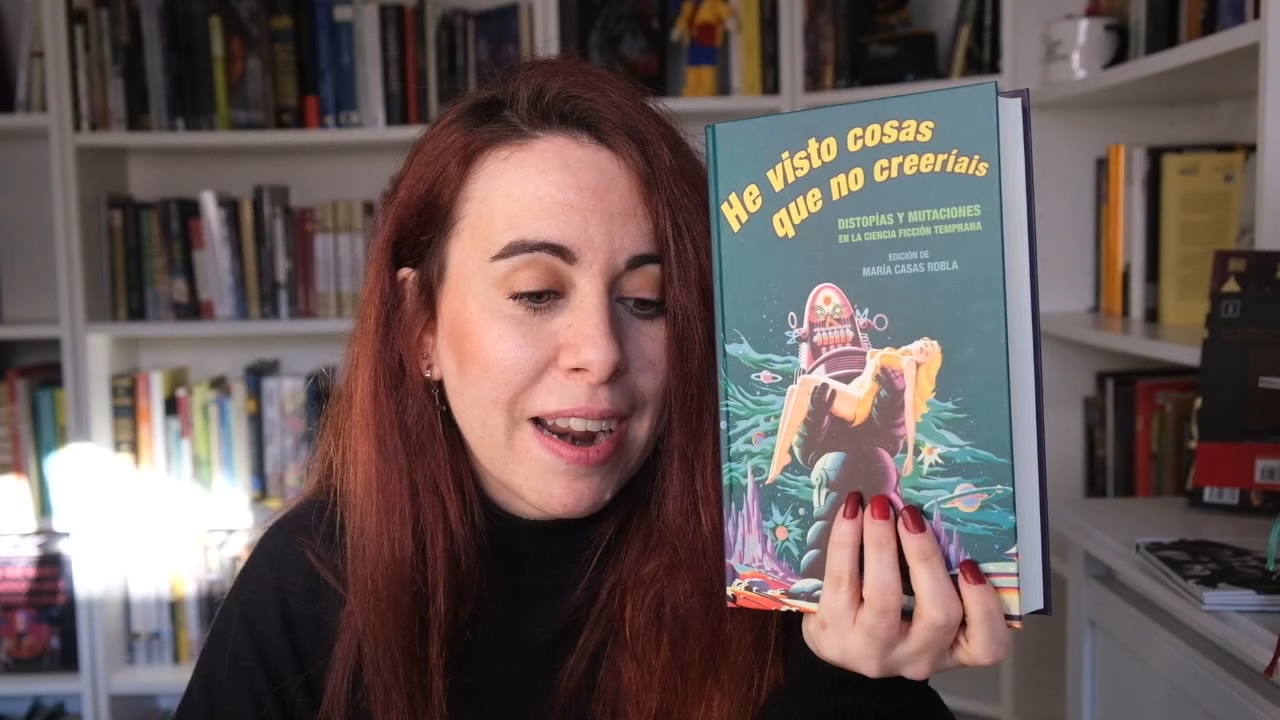 He visto cosas
que no creeríais
DISTOPÍAS Y MUTACIONES
EN LA CIENCIA FICCIÓN TEMPRANA
EDICIÓN DE
MARÍA CASAS ROBLA